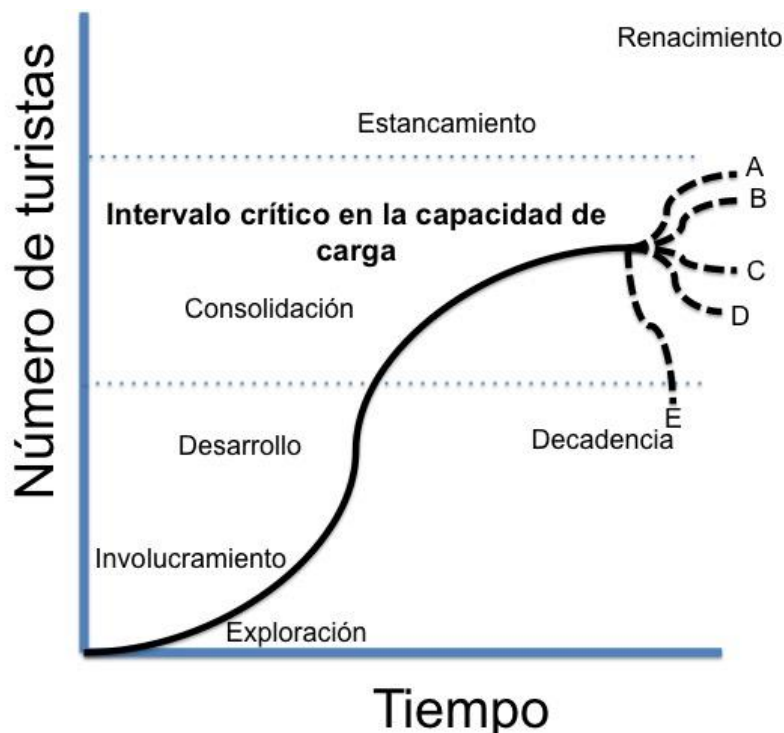 Renacimiento
Estancamiento
A
B
Intervalo crítico en la capacidad de
carga
C
Consolidación
D
E
Desarrollo
Decadencia
Involucramiento
Exploración
Número de turistas
Tiempo